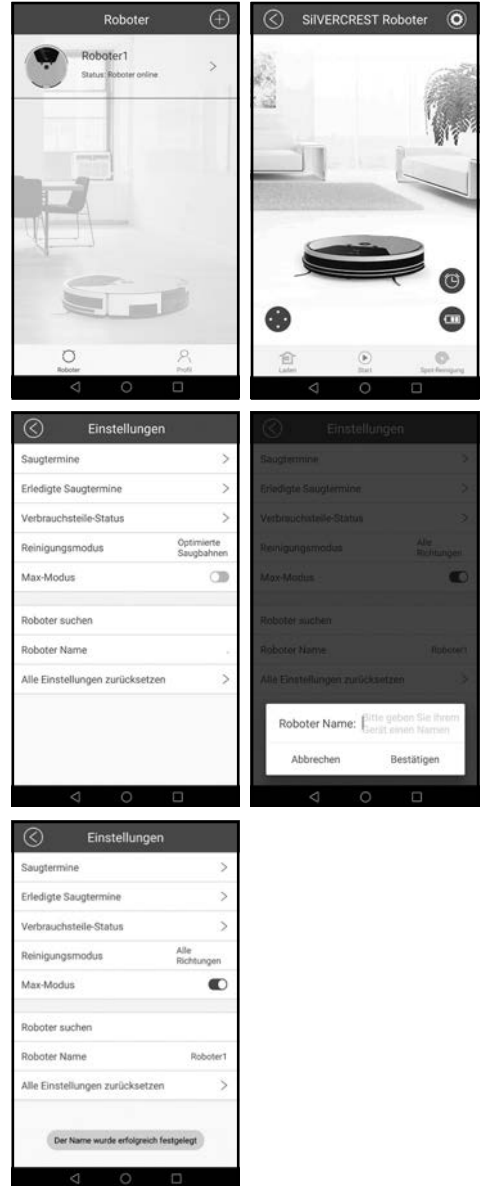 Roboter
Roboter1
Status: Roboter online
Roboter
Profil
SilVERCREST Roboter
Laden
Start
Spot-Reinigung
Einstellungen
Saugtermine
Erledigte Saugtermine
Verbrauchsteile-Status
Reinigungsmodus
Optimierte
Saugbahnen
Max-Modus
Roboter suchen
Roboter Name
Alle Einstellungen zurücksetzen
Einstellungen
Saugtermine
Erledigte Saugtermine
Verbrauchsteile-Status
Reinigungsmodus
Alle
Richtungen
Max-Modus
Roboter suchen
Roboter Name
Roboter1
Alle Einstellungen zurücksetzen
Roboter Name:
Bitte geben Sie Ihrem
Gerät einen Namen
Abbrechen
Bestätigen
Einstellungen
Saugtermine
Erledigte Saugtermine
Verbrauchsteile-Status
Reinigungsmodus
Alle
Richtungen
Max-Modus
Roboter suchen
Roboter Name
Roboter1
Alle Einstellungen zurücksetzen
Der Name wurde erfolgreich festgelegt